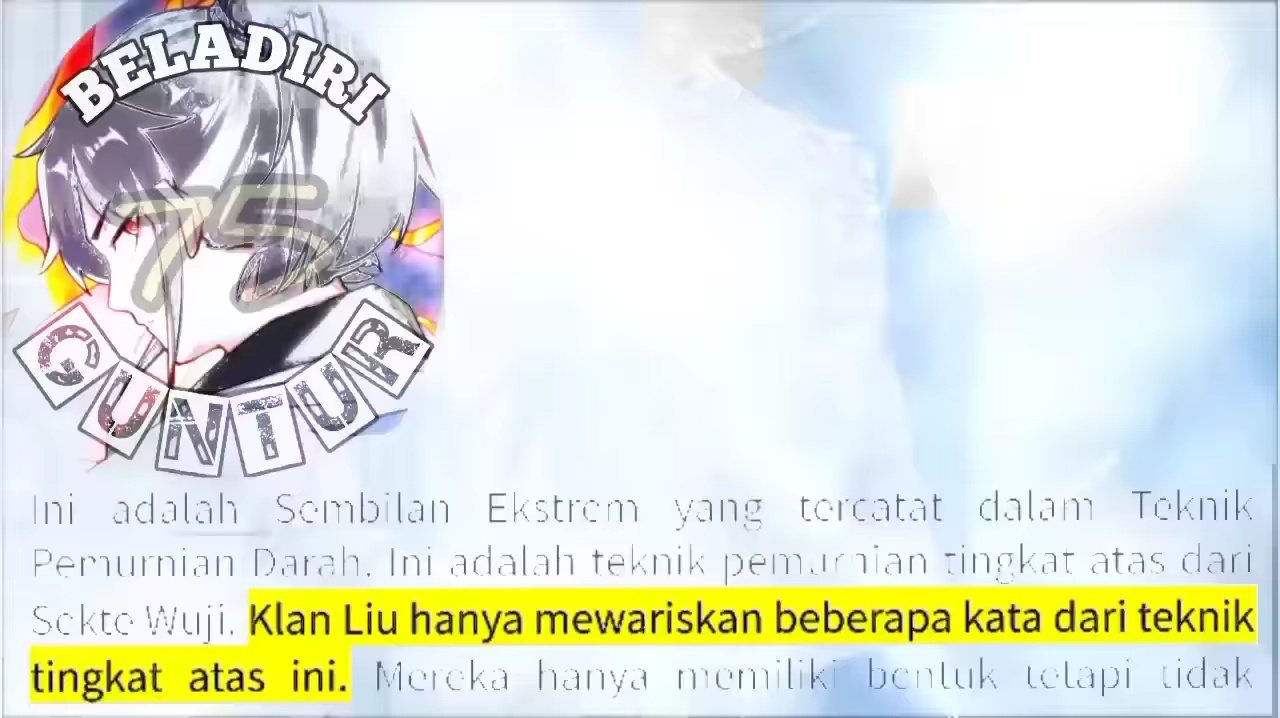 BELADIRI
75
GUNTUR
Ini adalah Sembilan Ekstrem yang tercatat dalam Teknik
Pemurnian Darah. Ini adalah teknik pemurnian tingkat atas dari
Sekte Wuji. Klan Liu hanya mewariskan beberapa kata dari teknik
tingkat atas ini. Mereka hanya memiliki bentuk tetapi tidak